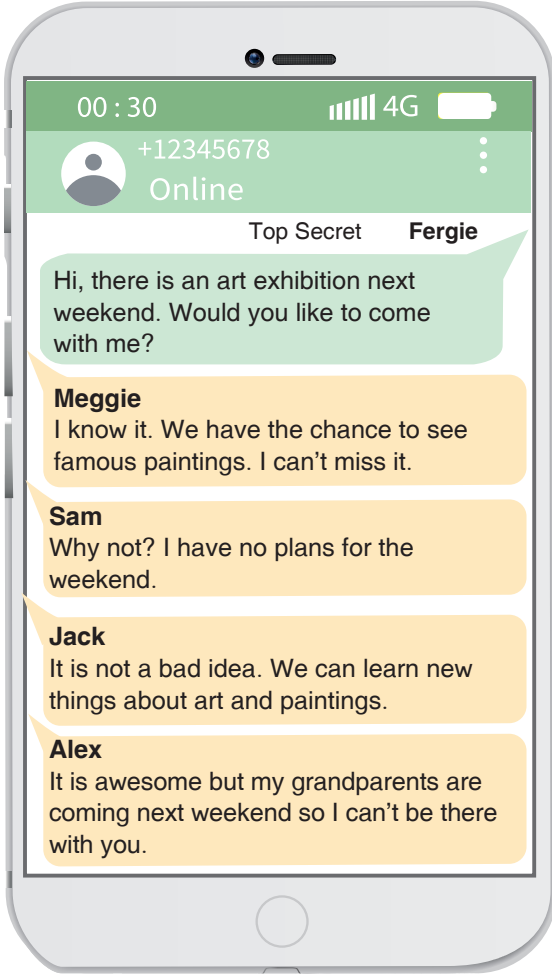 00 : 30 4G
+12345678
Online
Top Secret Fergie
Hi, there is an art exhibition next
weekend. Would you like to come
with me?
Meggie
I know it. We have the chance to see
famous paintings. I can't miss it.
Sam
Why not? I have no plans for the
weekend.
Jack
It is not a bad idea. We can learn new
things about art and paintings.
Alex
It is awesome but my grandparents are
coming next weekend so I can't be there
with you.